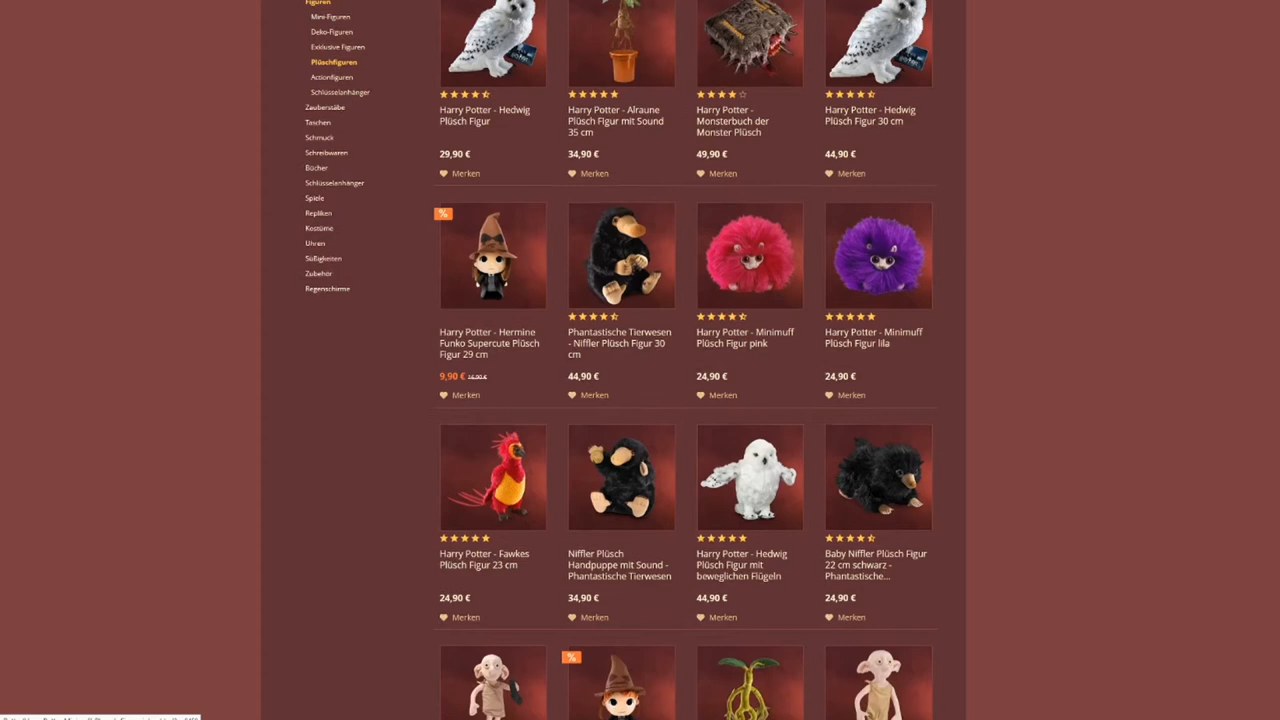 Figuren
Mini-Figuren
Deko-Figuren
Exklusive Figuren
Plüschfiguren
Actionfiguren
Schlüsselanhänger
Zauberstäbe
Taschen
Schmuck
Schreibwaren
Bücher
Schlüsselanhänger
Spiele
Repliken
Kostüme
Uhren
Süßigkeiten
Zubehör
Regenschirme
Harry Potter - Hedwig
Plüsch Figur
29,90 €
Merken
Harry Potter - Alraune
Plüsch Figur mit Sound
35 cm
34,90 €
Merken
Harry Potter -
Monsterbuch der
Monster Plüsch
49,90 €
Merken
Harry Potter - Hedwig
Plüsch Figur 30 cm
44,90 €
Merken
%
Harry Potter - Hermine
Funko Supercute Plüsch
Figur 29 cm
9,90 € 16,90 €
Merken
Phantastische Tierwesen
- Niffler Plüsch Figur 30
cm
44,90 €
Merken
Harry Potter - Minimuff
Plüsch Figur pink
24,90 €
Merken
Harry Potter - Minimuff
Plüsch Figur lila
24,90 €
Merken
Harry Potter - Fawkes
Plüsch Figur 23 cm
24,90 €
Merken
Niffler Plüsch
Handpuppe mit Sound -
Phantastische Tierwesen
34,90 €
Merken
Harry Potter - Hedwig
Plüsch Figur mit
beweglichen Flügeln
44,90 €
Merken
Baby Niffler Plüsch Figur
22 cm schwarz -
Phantastische...
24,90 €
Merken
%